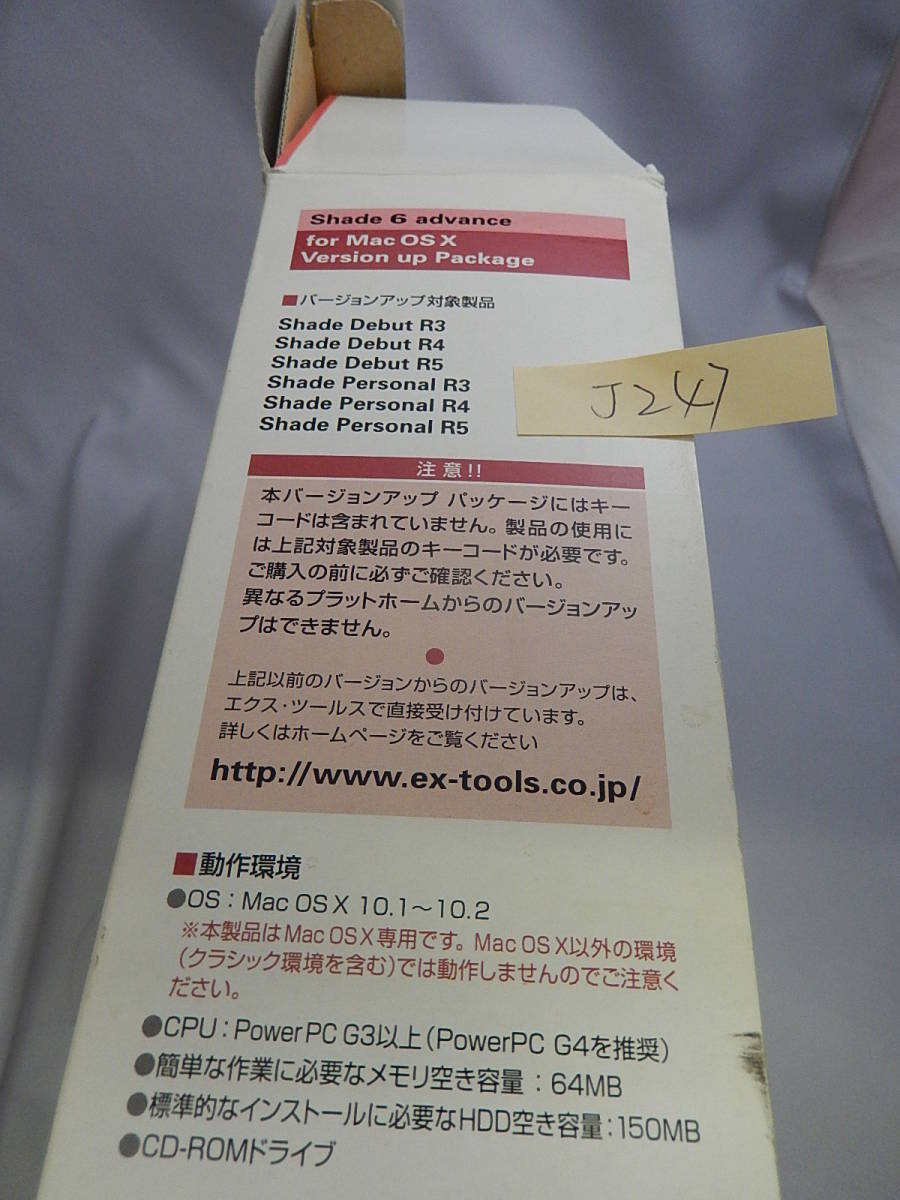 Shade 6 advance
for Mac OS X
Version up Package
■バージョンアップ対象製品
Shade Debut R3
Shade Debut R4
Shade Debut R5
Shade Personal R3
Shade Personal R4
Shade Personal R5
J247
注意!!
本バージョンアップ パッケージにはキー
コードは含まれていません。製品の使用に
は上記対象製品のキーコードが必要です。
ご購入の前に必ずご確認ください。
異なるプラットホームからのバージョンアッ
プはできません。
●
上記以前のバージョンからのバージョンアップは、
エクス・ツールスで直接受け付けています。
詳しくはホームページをご覧ください
http://www.ex-tools.co.jp/
■動作環境
●OS：Mac OS X 10.1～10.2
※本製品はMac OS X専用です。Mac OS X以外の環境
(クラシック環境を含む)では動作しませんのでご注意く
ださい。
●CPU：PowerPC G3以上(PowerPC G4を推奨)
●簡単な作業に必要なメモリ空き容量：64MB
●標準的なインストールに必要なHDD空き容量：150MB
●CD-ROMドライブ